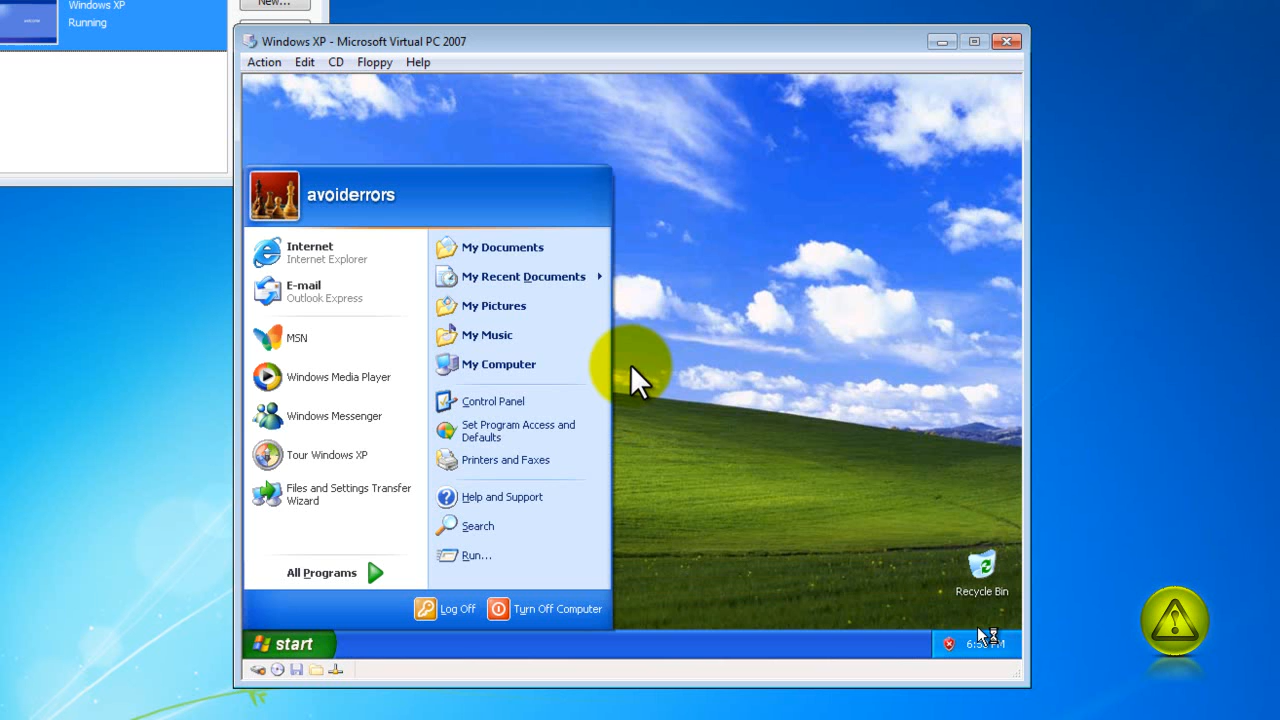 New...
Windows XP
Running
Windows XP - Microsoft Virtual PC 2007
Action Edit CD Floppy Help
avoiderrors
Internet
Internet Explorer
E-mail
Outlook Express
MSN
Windows Media Player
Windows Messenger
Tour Windows XP
Files and Settings Transfer
Wizard
All Programs
My Documents
My Recent Documents
My Pictures
My Music
My Computer
Control Panel
Set Program Access and
Defaults
Printers and Faxes
Help and Support
Search
Run...
Log Off
Turn Off Computer
Recycle Bin
start